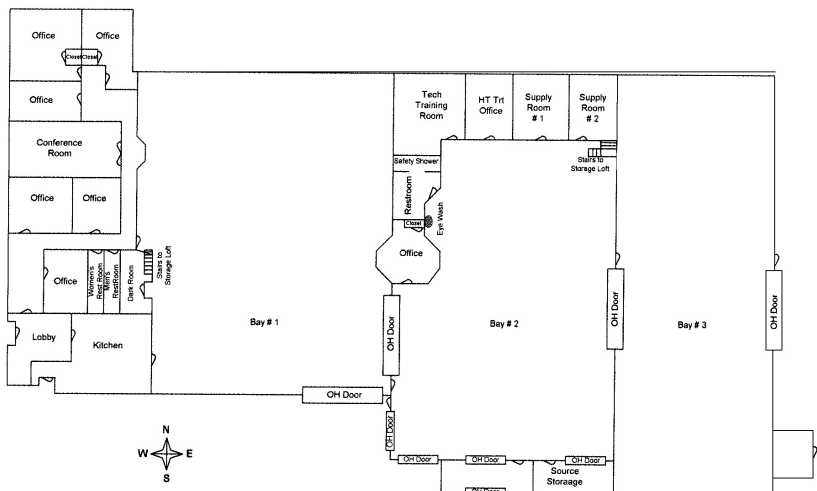 Office
Office
Closet
Closet
Office
Conference
Room
Office
Office
Office
Women's
Rest Room
Men's
RestRoom
Dark Room
Stairs to
Storage Loft
Lobby
Kitchen
Bay # 1
OH Door
OH Door
OH Door
Tech
Training
Room
HT Trt
Office
Supply
Room
# 1
Supply
Room
# 2
Safety Shower
Stairs to
Storage Loft
Restroom
Closet
Eye Wash
Office
Bay # 2
OH Door
Bay # 3
OH Door
OH Door
OH Door
OH Door
Source
Storaage
OH Door
N
W
E
S